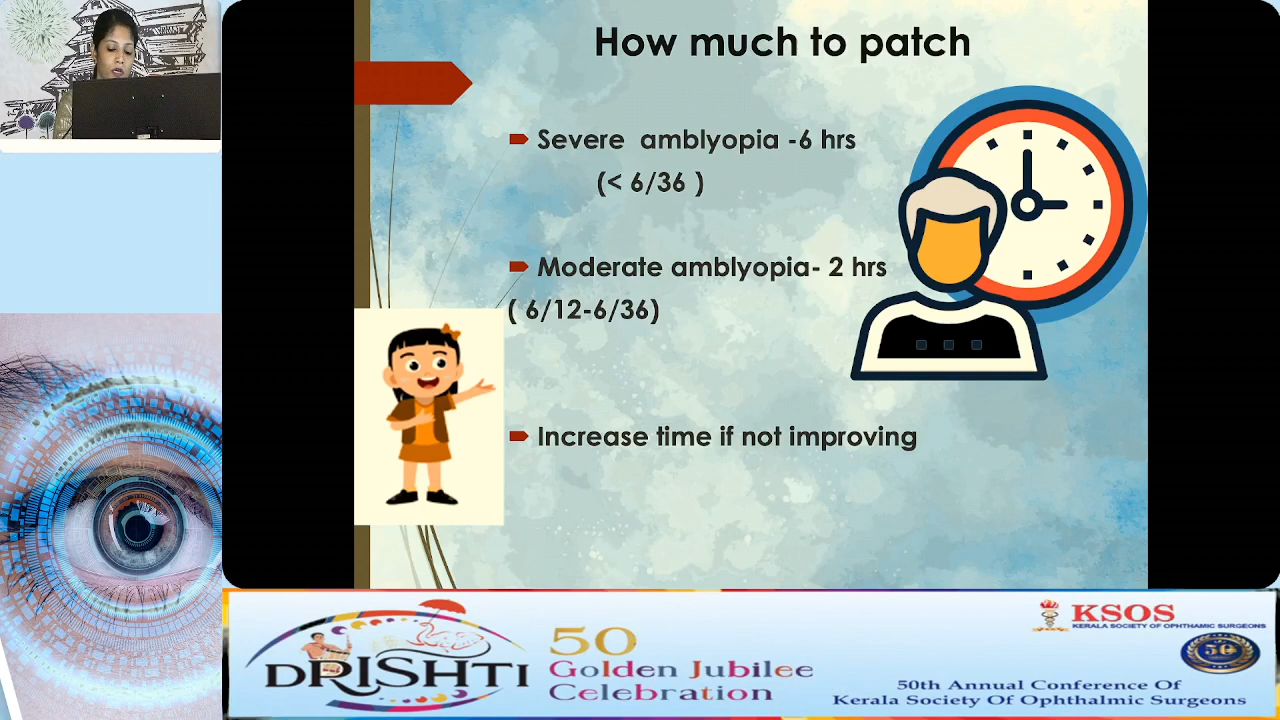 How much to patch
Severe amblyopia -6 hrs
(< 6/36 )
Moderate amblyopia- 2 hrs
( 6/12-6/36)
Increase time if not improving
DRISHTI
50
Golden Jubilee
Celebration
KSOS
KERALA SOCIETY OF OPHTHAMIC SURGEONS
50
50th Annual Conference Of
Kerala Society Of Ophthalmic Surgeons